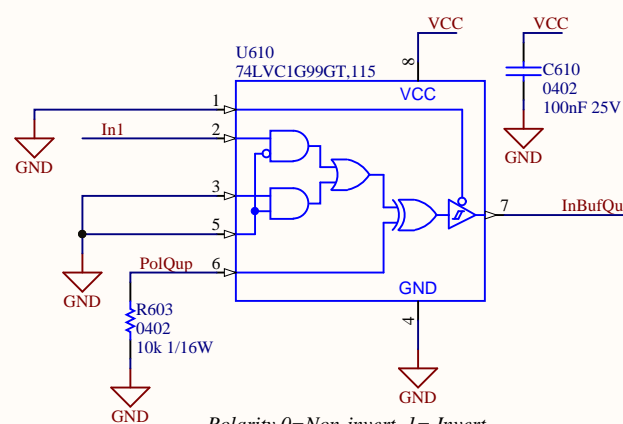 VCC
VCC
U610
74LVC1G99GT,115
8
VCC
C610
0402
100nF 25V
GND
1
GND
In1
2
3
5
7
InBufQu
PolQup
6
GND
GND
R603
0402
10k 1/16W
4
GND
GND
Polarity 0=Non-invert, 1= Invert